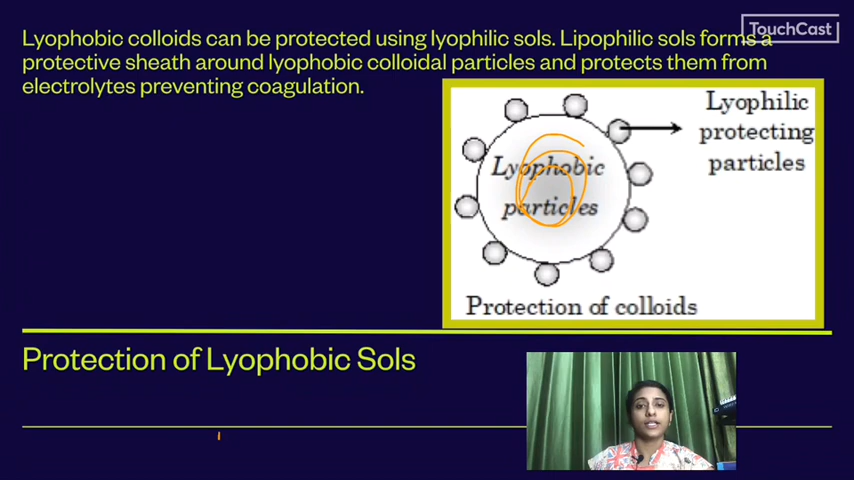 TouchCast
Lyophobic colloids can be protected using lyophilic sols. Lipophilic sols forms a
protective sheath around lyophobic colloidal particles and protects them from
electrolytes preventing coagulation.
Lyophilic
protecting
particles
Lyophobic
particles
Protection of colloids
Protection of Lyophobic Sols